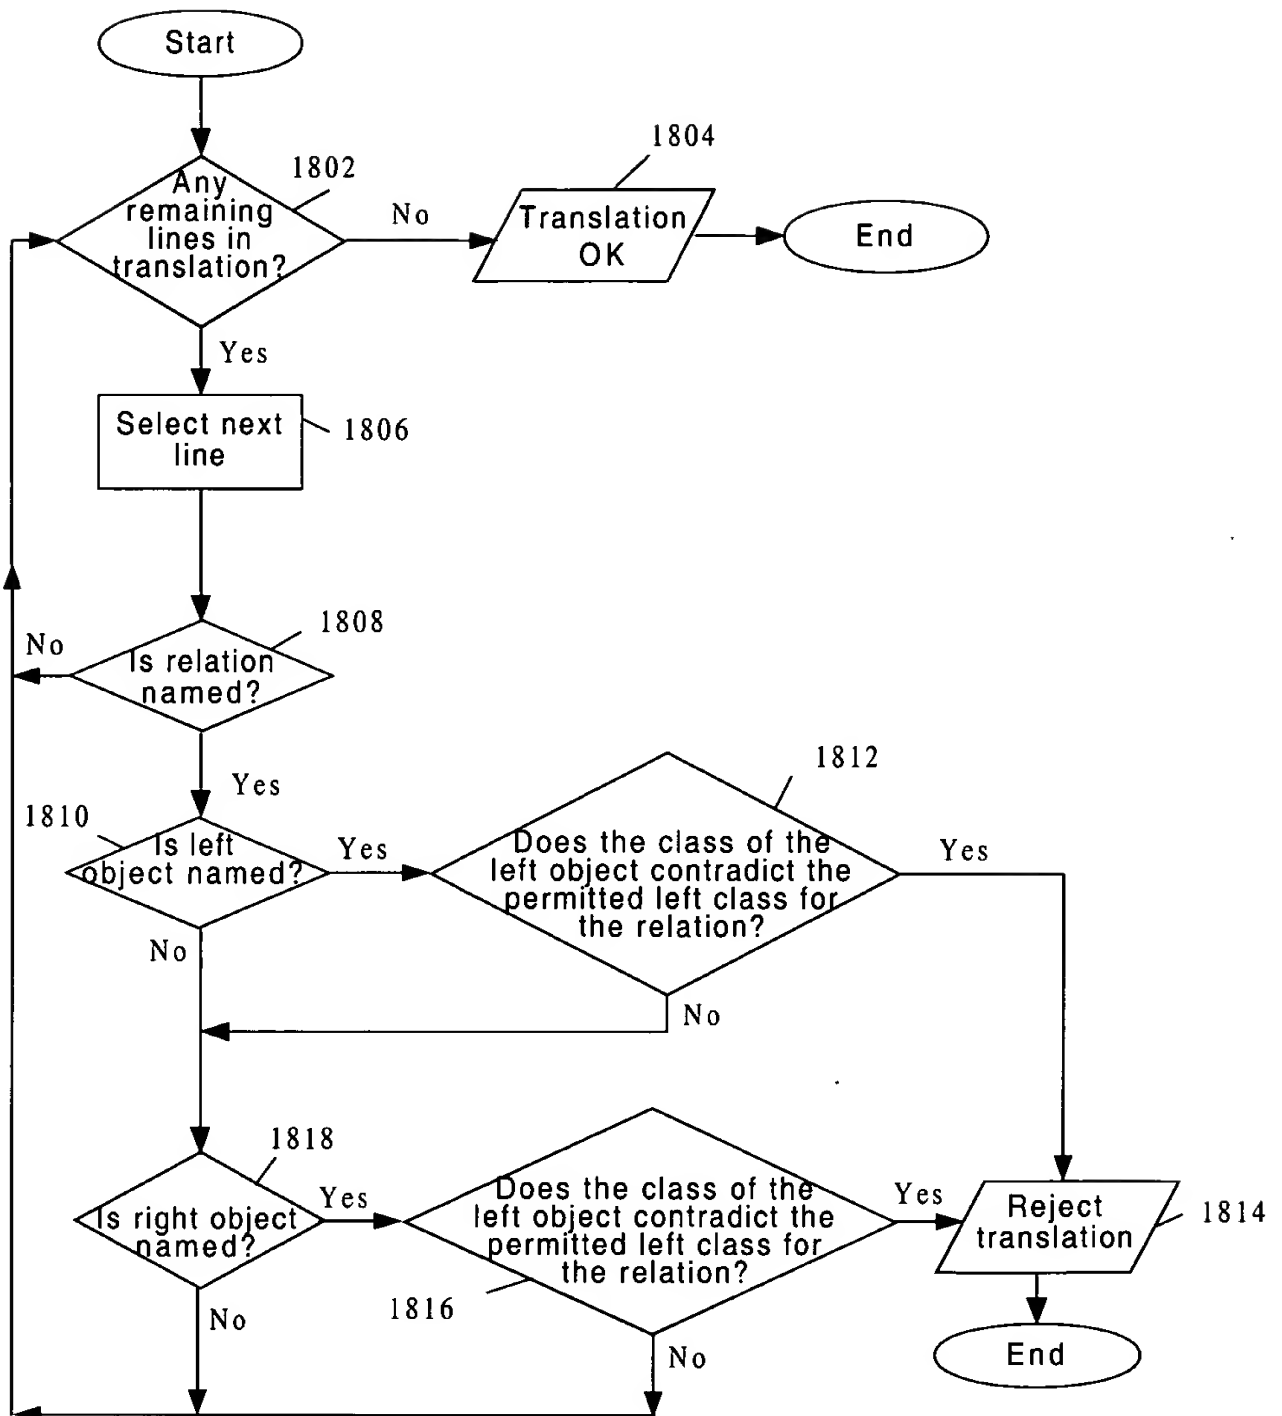 Start
1802
1804
Any
remaining
lines in
translation?
No
Translation
OK
End
Yes
Select next
line
1806
1808
No
Is relation
named?
Yes
1812
1810
Is left
object named?
Yes
Does the class of the
left object contradict the
permitted left class for
the relation?
Yes
No
No
1818
Is right object
named?
Yes
Does the class of the
left object contradict the
permitted left class for
the relation?
Yes
Reject
translation
1814
1816
No
No
End